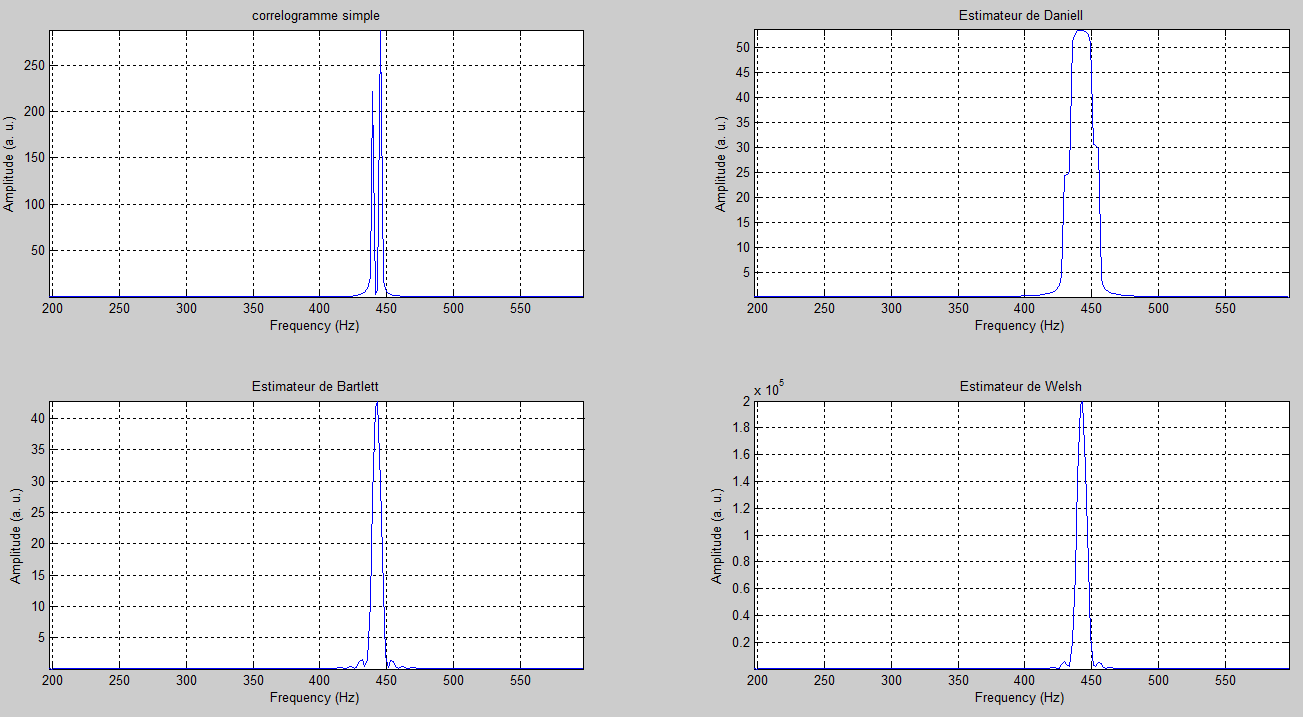 correlogramme simple
250
200
150
100
50
Amplitude (a. u.)
200 250 300 350 400 450 500 550
Frequency (Hz)
Estimateur de Daniell
50
45
40
35
30
25
20
15
10
5
Amplitude (a. u.)
200 250 300 350 400 450 500 550
Frequency (Hz)
Estimateur de Bartlett
40
35
30
25
20
15
10
5
Amplitude (a. u.)
200 250 300 350 400 450 500 550
Frequency (Hz)
Estimateur de Welsh
x 10^5
2
1.8
1.6
1.4
1.2
1
0.8
0.6
0.4
0.2
Amplitude (a. u.)
200 250 300 350 400 450 500 550
Frequency (Hz)